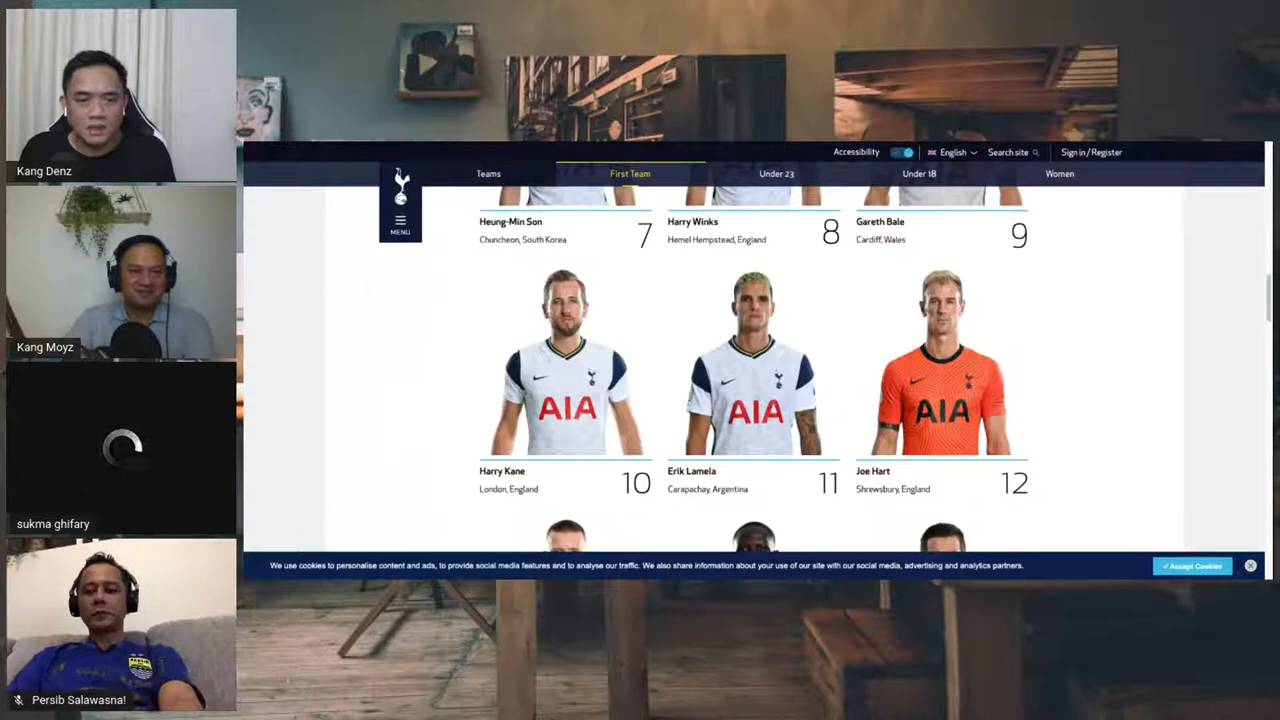 Kang Denz
Kang Moyz
sukma ghifary
Persib Salawasna!
Accessibility
English
Search site
Sign in / Register
Teams
First Team
Under 23
Under 18
Women
MENU
Heung-Min Son
Chuncheon, South Korea
7
Harry Winks
Hemel Hempstead, England
8
Gareth Bale
Cardiff, Wales
9
AIA
AIA
AIA
Harry Kane
London, England
10
Erik Lamela
Carapachay, Argentina
11
Joe Hart
Shrewsbury, England
12
We use cookies to personalise content and ads, to provide social media features and to analyse our traffic. We also share information about your use of our site with our social media, advertising and analytics partners.
✓ Accept Cookies
PERSIB